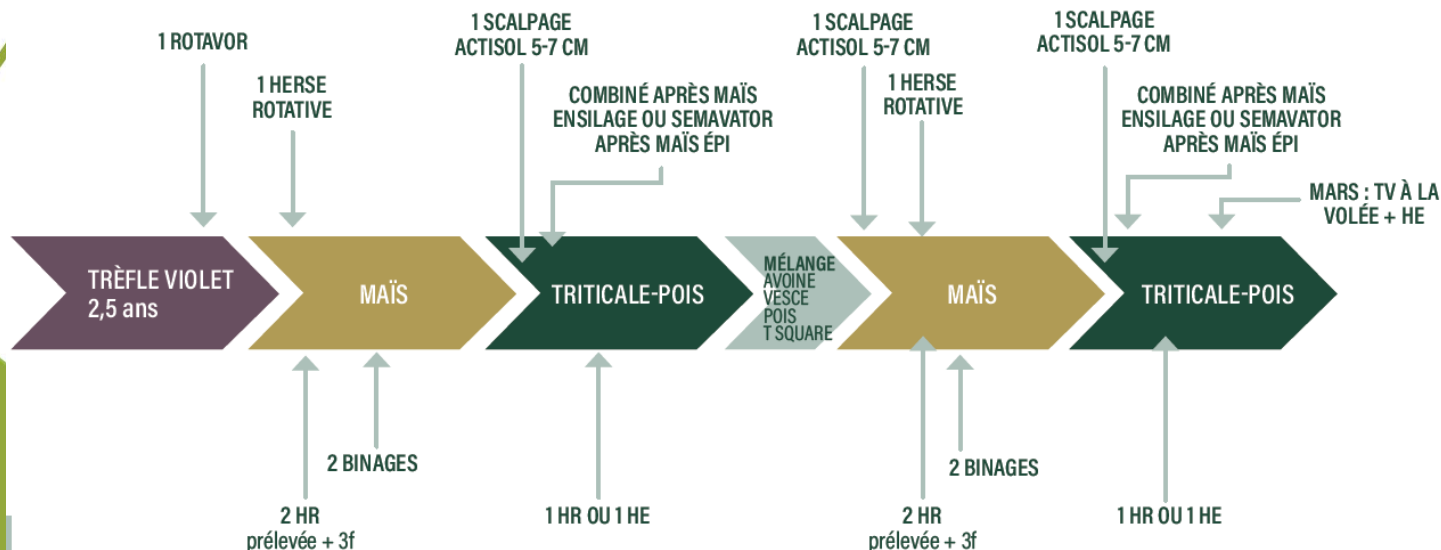 1 ROTAVOR
1 HERSE
ROTATIVE
1 SCALPAGE
ACTISOL 5-7 CM
COMBINÉ APRÈS MAÏS
ENSILAGE OU SEMAVATOR
APRÈS MAÏS ÉPI
1 SCALPAGE
ACTISOL 5-7 CM
1 HERSE
ROTATIVE
1 SCALPAGE
ACTISOL 5-7 CM
COMBINÉ APRÈS MAÏS
ENSILAGE OU SEMAVATOR
APRÈS MAÏS ÉPI
MARS : TV À LA
VOLÉE + HE
TRÈFLE VIOLET
2,5 ans
MAÏS
TRITICALE-POIS
MÉLANGE
AVOINE
VESCE
POIS
T SQUARE
MAÏS
TRITICALE-POIS
2 HR
prélevée + 3f
2 BINAGES
1 HR OU 1 HE
2 HR
prélevée + 3f
2 BINAGES
1 HR OU 1 HE